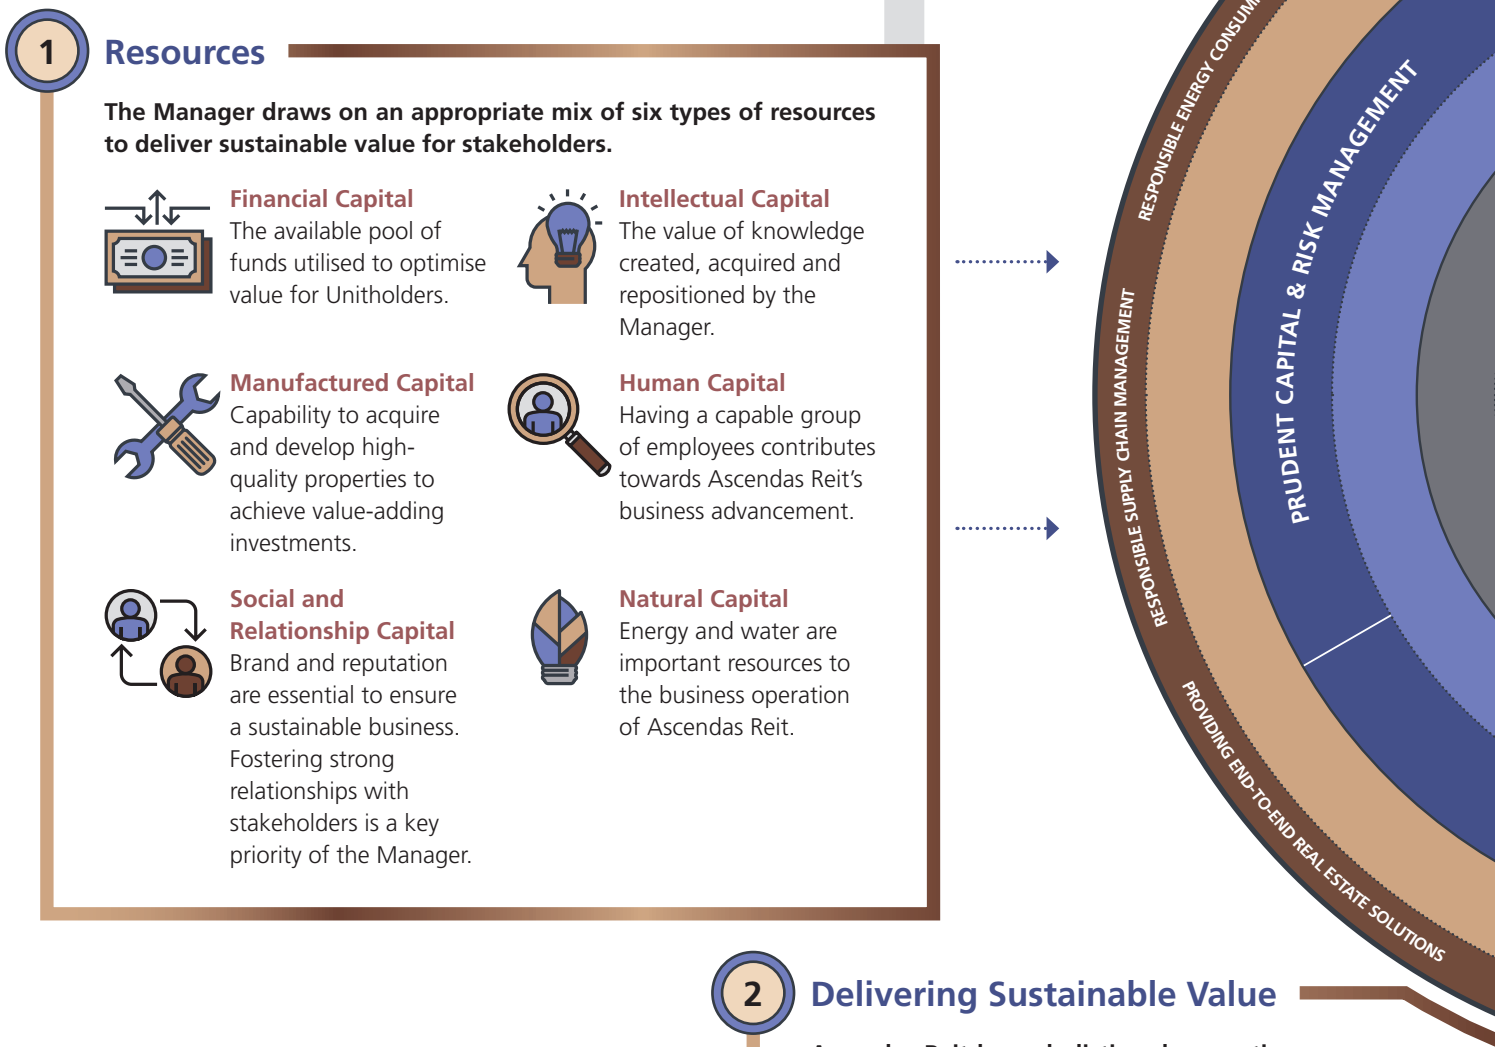 1
Resources
The Manager draws on an appropriate mix of six types of resources
to deliver sustainable value for stakeholders.
Financial Capital
The available pool of
funds utilised to optimise
value for Unitholders.
Intellectual Capital
The value of knowledge
created, acquired and
repositioned by the
Manager.
Manufactured Capital
Capability to acquire
and develop high-
quality properties to
achieve value-adding
investments.
Human Capital
Having a capable group
of employees contributes
towards Ascendas Reit’s
business advancement.
Social and
Relationship Capital
Brand and reputation
are essential to ensure
a sustainable business.
Fostering strong
relationships with
stakeholders is a key
priority of the Manager.
Natural Capital
Energy and water are
important resources to
the business operation
of Ascendas Reit.
RESPONSIBLE ENERGY
RESPONSIBLE SUPPLY CHAIN MANAGEMENT
PROVIDING END-TO-END REAL ESTATE SOLUTIONS
PRUDENT CAPITAL & RISK MANAGEMENT
2
Delivering Sustainable Value